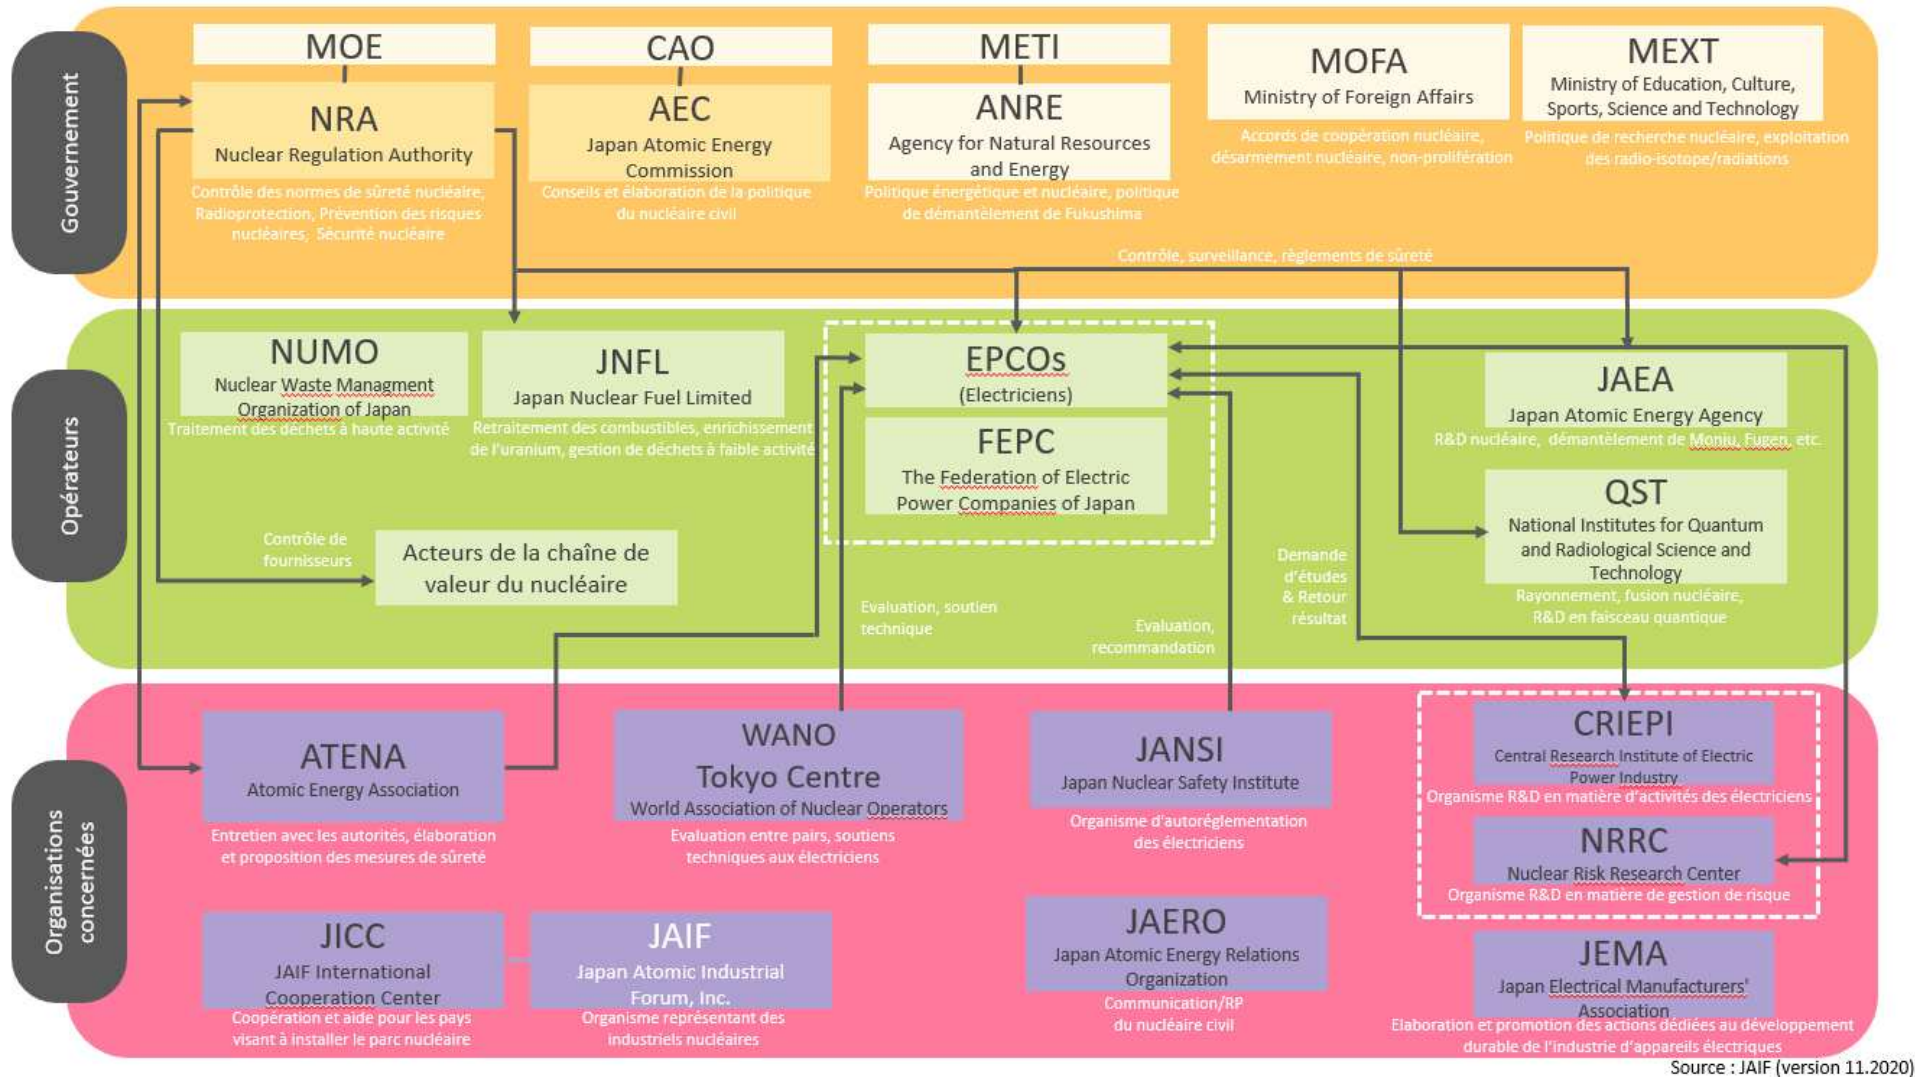 Gouvernement
MOE
NRA
Nuclear Regulation Authority
Contrôle des normes de sûreté nucléaire,
Radioprotection, Prévention des risques
nucléaires, Sécurité nucléaire
CAO
AEC
Japan Atomic Energy
Commission
Conseils et élaboration de la politique
du nucléaire civil
METI
ANRE
Agency for Natural Resources
and Energy
Politique énergétique et nucléaire, politique
de démantèlement de Fukushima
MOFA
Ministry of Foreign Affairs
Accords de coopération nucléaire,
désarmement nucléaire, non-prolifération
MEXT
Ministry of Education, Culture,
Sports, Science and Technology
Politique de recherche nucléaire, exploitation
des radio-isotope/radiations
Contrôle, surveillance, règlements de sûreté
Opérateurs
NUMO
Nuclear Waste Managment
Organization of Japan
Traitement des déchets à haute activité
JNFL
Japan Nuclear Fuel Limited
Retraitement des combustibles, enrichissement
de l'uranium, gestion de déchets à faible activité
EPCOs
(Electriciens)
FEPC
The Federation of Electric
Power Companies of Japan
JAEA
Japan Atomic Energy Agency
R&D nucléaire, démantèlement de Monju, Fugen, etc.
QST
National Institutes for Quantum
and Radiological Science and
Technology
Rayonnement, fusion nucléaire,
R&D en faisceau quantique
Contrôle de
fournisseurs
Acteurs de la chaîne de
valeur du nucléaire
Evaluation, soutien
technique
Evaluation,
recommandation
Demande
d'études
& Retour
résultat
Organisations
concernées
ATENA
Atomic Energy Association
Entretien avec les autorités, élaboration
et proposition des mesures de sûreté
WANO
Tokyo Centre
World Association of Nuclear Operators
Evaluation entre pairs, soutiens
techniques aux électriciens
JANSI
Japan Nuclear Safety Institute
Organisme d'autoréglementation
des électriciens
CRIEPI
Central Research Institute of Electric
Power Industry
Organisme R&D en matière d'activités des électriciens
NRRC
Nuclear Risk Research Center
Organisme R&D en matière de gestion de risque
JICC
JAIF International
Cooperation Center
Coopération et aide pour les pays
visant à installer le parc nucléaire
JAIF
Japan Atomic Industrial
Forum, Inc.
Organisme représentant des
industriels nucléaires
JAERO
Japan Atomic Energy Relations
Organization
Communication/RP
du nucléaire civil
JEMA
Japan Electrical Manufacturers'
Association
Elaboration et promotion des actions dédiées au développement
durable de l'industrie d'appareils électriques
Source : JAIF (version 11.2020)